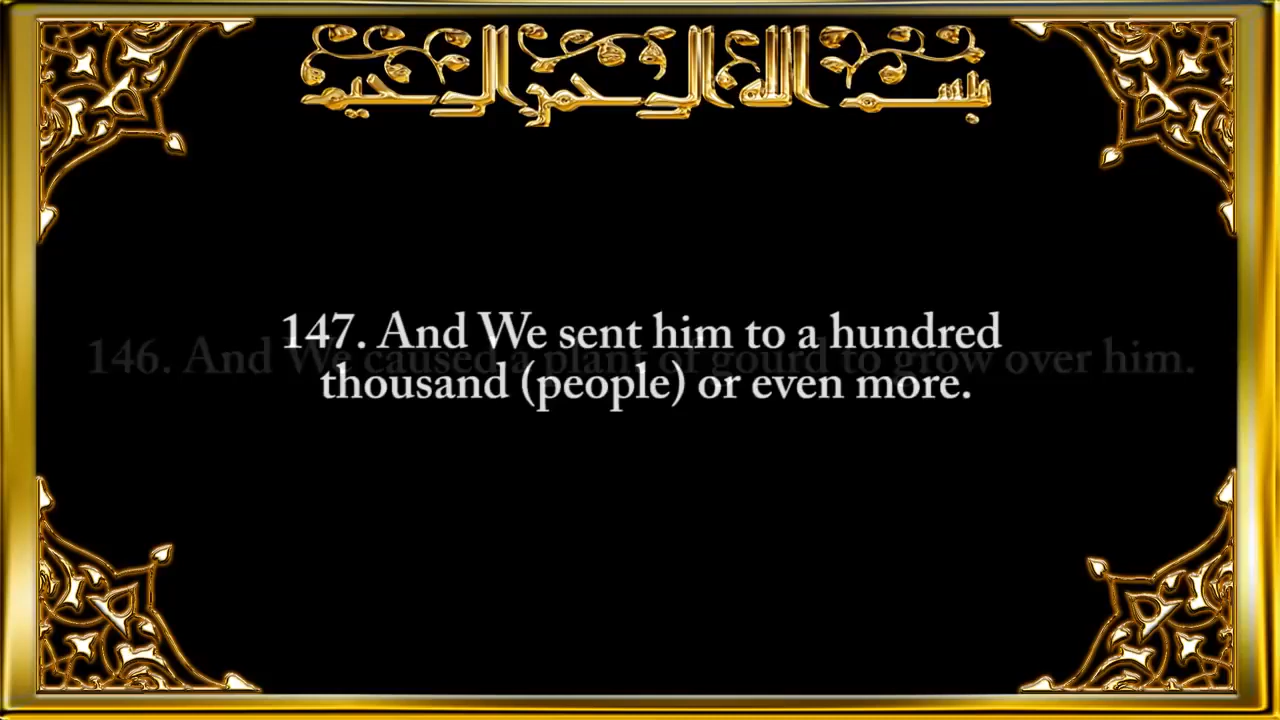 بسم الله الرحمن الرحيم
147. And We sent him to a hundred
thousand (people) or even more.
146. And We caused a plant of gourd to grow over him.